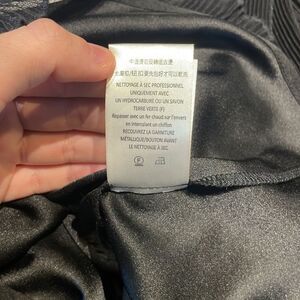 NETTOYAGE À SEC PROFESSIONNEL
UNIQUEMENT AVEC
UN HYDROCARBURE OU UN SAVON
TERRE VERTE (F)
Repasser avec un fer chaud sur l'envers
en intercalant un chiffon
RECOUVREZ LA GARNITURE
MÉTALLIQUE/BOUTON AVANT
LE NETTOYAGE À SEC
F